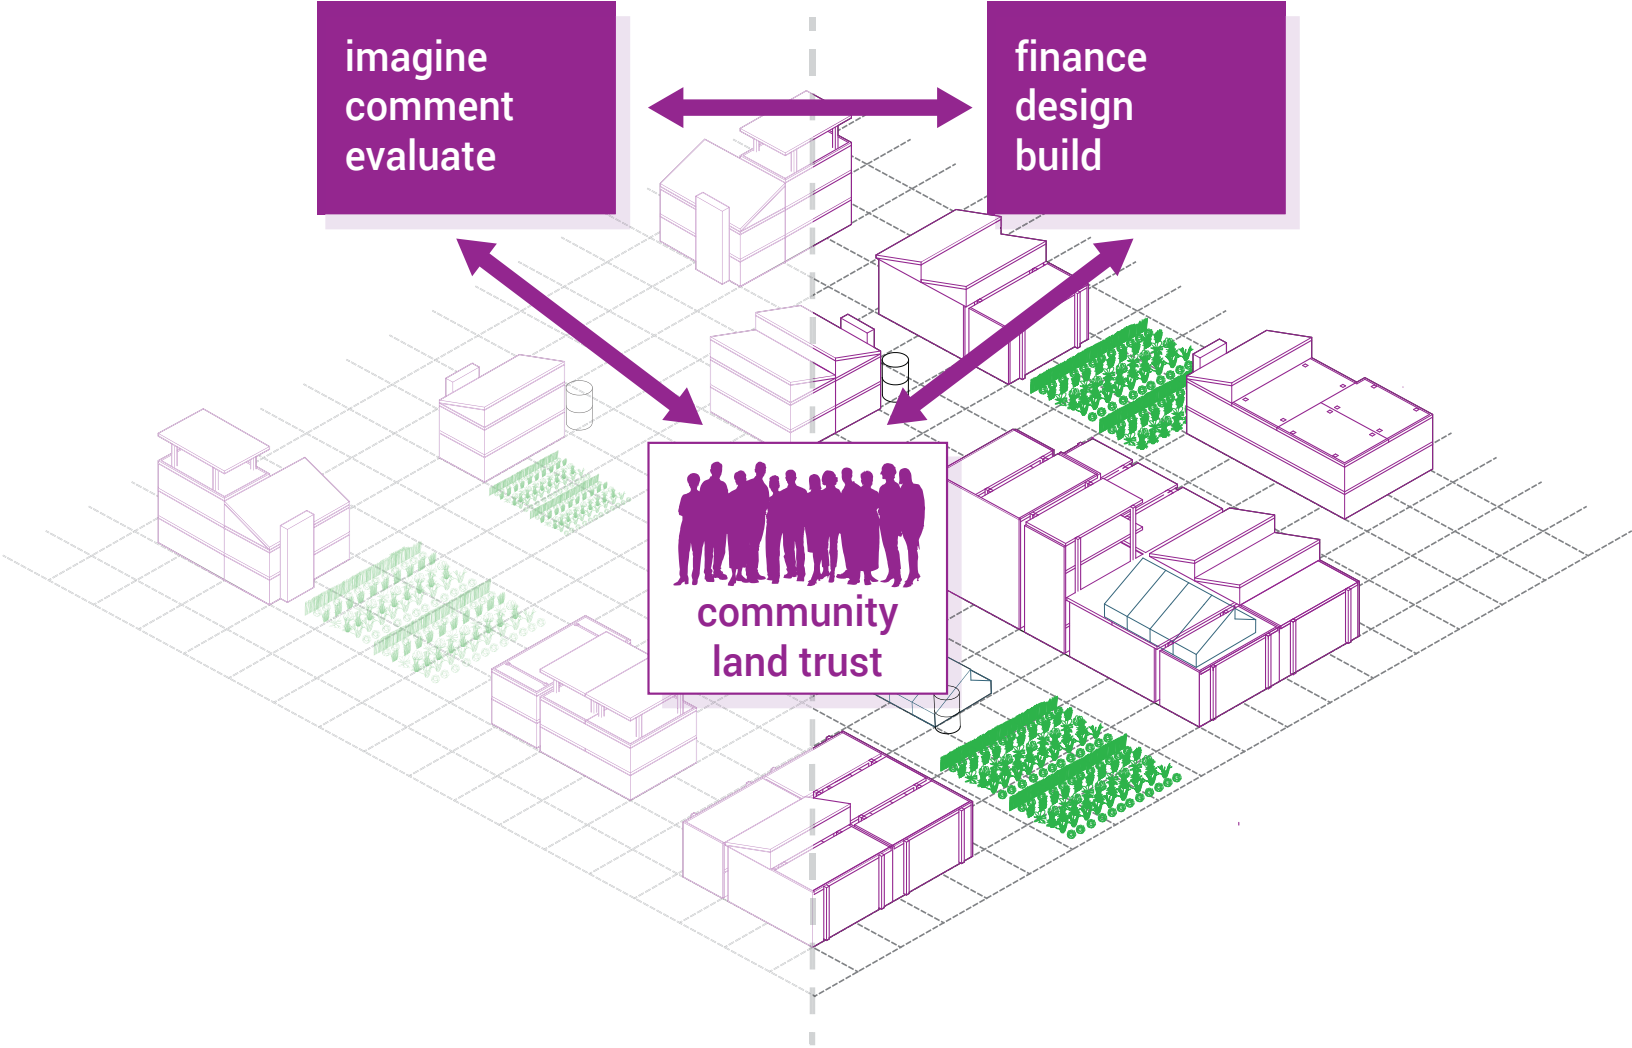 imagine
comment
evaluate
finance
design
build
community
land trust